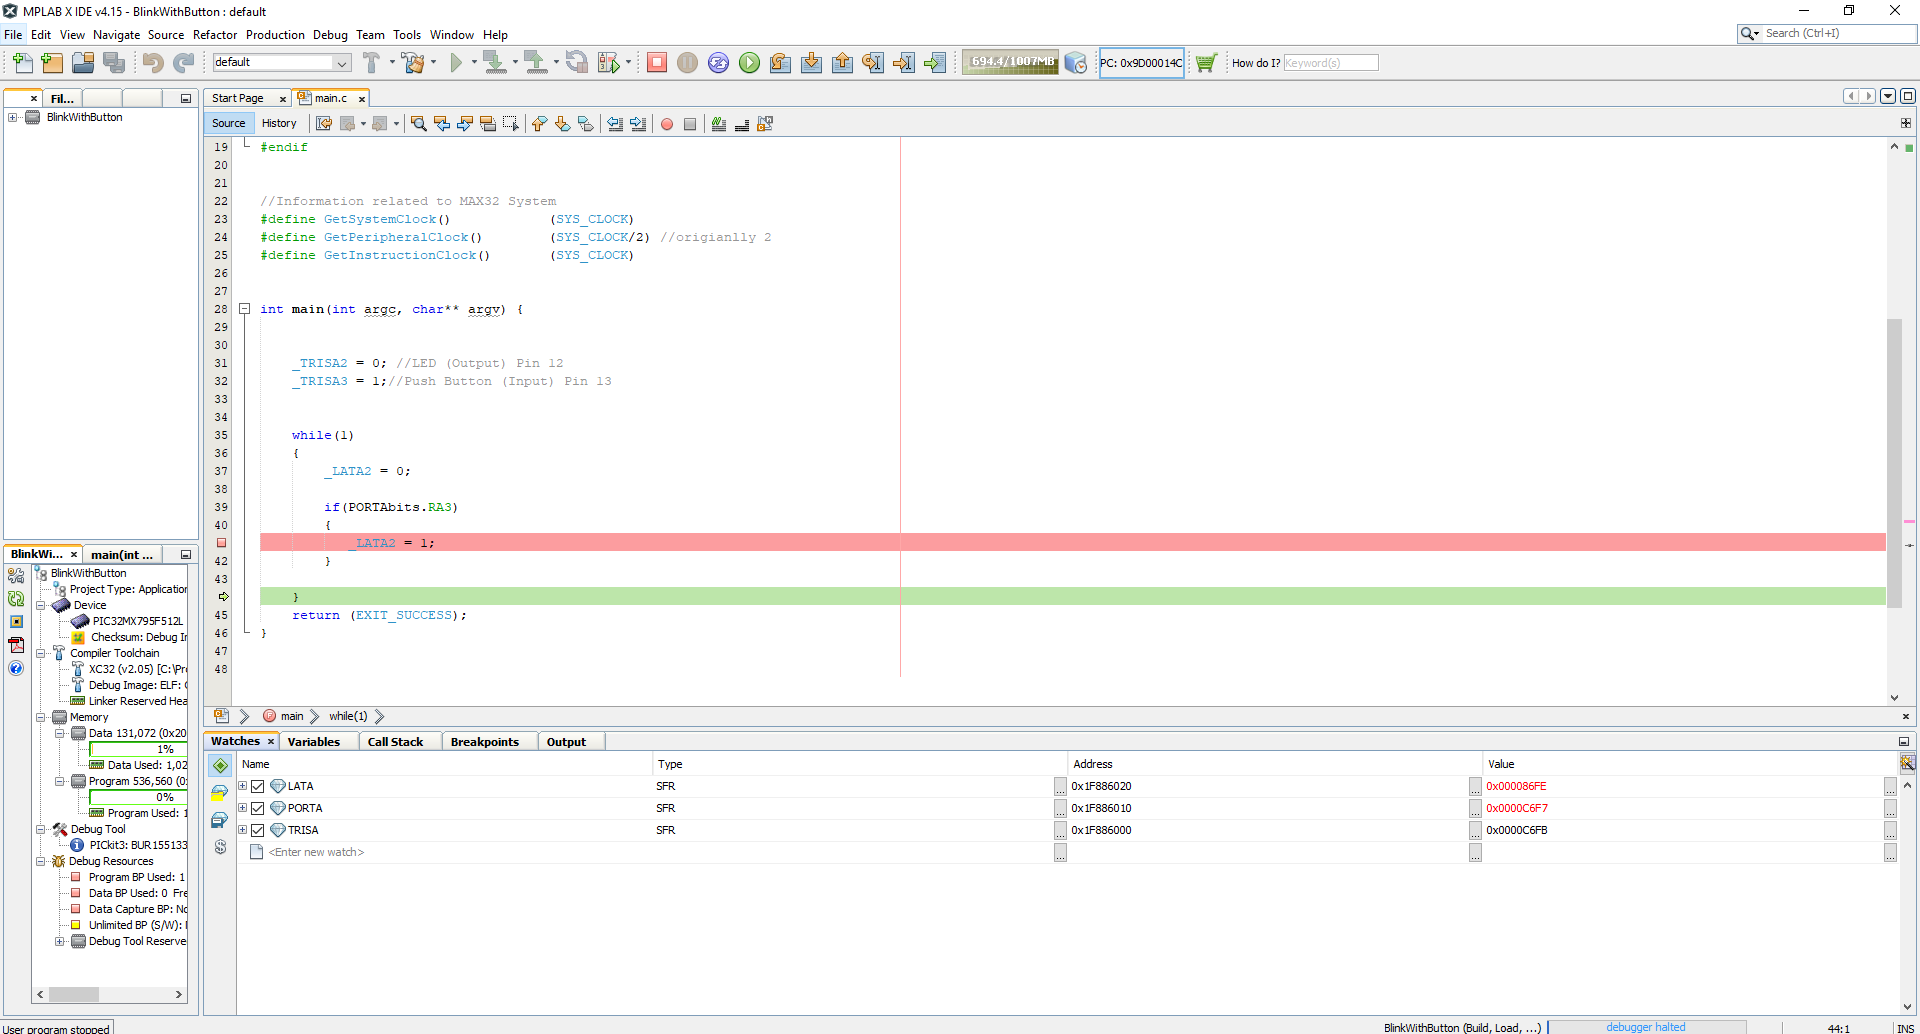 MPLAB X IDE v4.15 - BlinkWithButton : default
File Edit View Navigate Source Refactor Production Debug Team Tools Window Help
Search (Ctrl+I)
default
694.4/1007MB
PC: 0x9D00014C
How do I? Keyword(s)
Fil...
BlinkWithButton
Start Page main.c
Source History
19 #endif
20
21
22 //Information related to MAX32 System
23 #define GetSystemClock() (SYS_CLOCK)
24 #define GetPeripheralClock() (SYS_CLOCK/2) //origianlly 2
25 #define GetInstructionClock() (SYS_CLOCK)
26
27
28 int main(int argc, char** argv) {
29
30
31 _TRISA2 = 0; //LED (Output) Pin 12
32 _TRISA3 = 1;//Push Button (Input) Pin 13
33
34
35 while(1)
36 {
37 _LATA2 = 0;
38
39 if(PORTAbits.RA3)
40 {
_LATA2 = 1;
42 }
43
}
45 return (EXIT_SUCCESS);
46 }
47
48
main while(1)
BlinkWi... main(int ...
BlinkWithButton
Project Type: Application
Device
PIC32MX795F512L
Checksum: Debug I
Compiler Toolchain
XC32 (v2.05) [C:\Pr
Debug Image: ELF:
Linker Reserved Hea
Memory
Data 131,072 (0x20
1%
Data Used: 1,02
Program 536,560 (0
0%
Program Used: 1
Debug Tool
PICkit3: BUR155133
Debug Resources
Program BP Used: 1
Data BP Used: 0 Fre
Data Capture BP: No
Unlimited BP (S/W):
Debug Tool Reserve
Watches Variables Call Stack Breakpoints Output
Name Type Address Value
LATA SFR ... 0x1F886020 ... 0x000086FE ...
PORTA SFR ... 0x1F886010 ... 0x0000C6F7 ...
TRISA SFR ... 0x1F886000 ... 0x0000C6FB ...
<Enter new watch> ... ... ...
User program stopped
BlinkWithButton (Build, Load, ...) debugger halted 44:1 INS